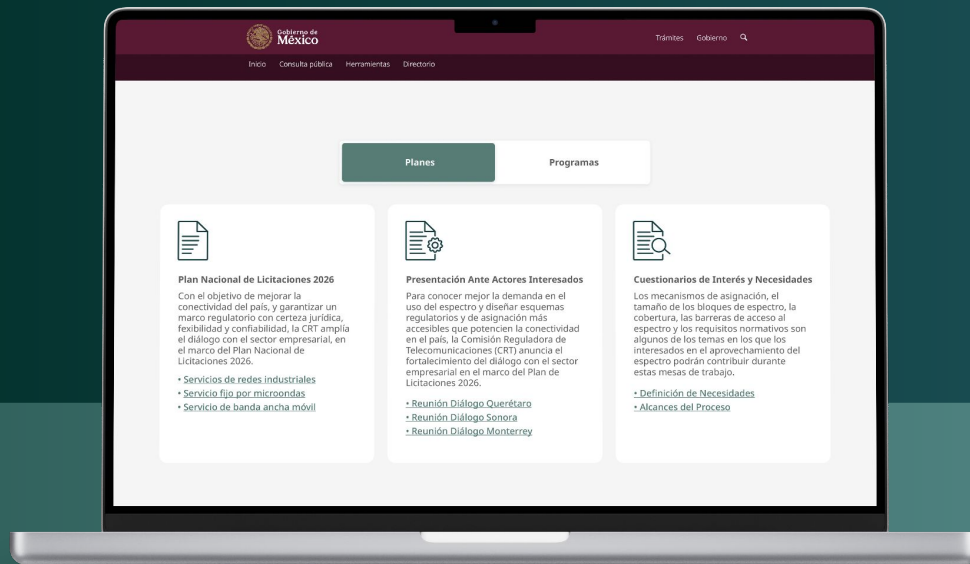 Gobierno de
México
Trámites Gobierno
Inicio Consulta pública Herramientas Directorio
Planes Programas
Plan Nacional de Licitaciones 2026
Con el objetivo de mejorar la
conectividad del país, y garantizar un
marco regulatorio con certeza jurídica,
fexibilidad y confiabilidad, la CRT amplía
el diálogo con el sector empresarial, en
el marco del Plan Nacional de
Licitaciones 2026.
• Servicios de redes industriales
• Servicio fijo por microondas
• Servicio de banda ancha móvil
Presentación Ante Actores Interesados
Para conocer mejor la demanda en el
uso del espectro y diseñar esquemas
regulatorios y de asignación más
accesibles que potencien la conectividad
en el país, la Comisión Reguladora de
Telecomunicaciones (CRT) anuncia el
fortalecimiento del diálogo con el sector
empresarial en el marco del Plan de
Licitaciones 2026.
• Reunión Diálogo Querétaro
• Reunión Diálogo Sonora
• Reunión Diálogo Monterrey
Cuestionarios de Interés y Necesidades
Los mecanismos de asignación, el
tamaño de los bloques de espectro, la
cobertura, las barreras de acceso al
espectro y los requisitos normativos son
algunos de los temas en los que los
interesados en el aprovechamiento del
espectro podrán contribuir durante
estas mesas de trabajo.
• Definición de Necesidades
• Alcances del Proceso